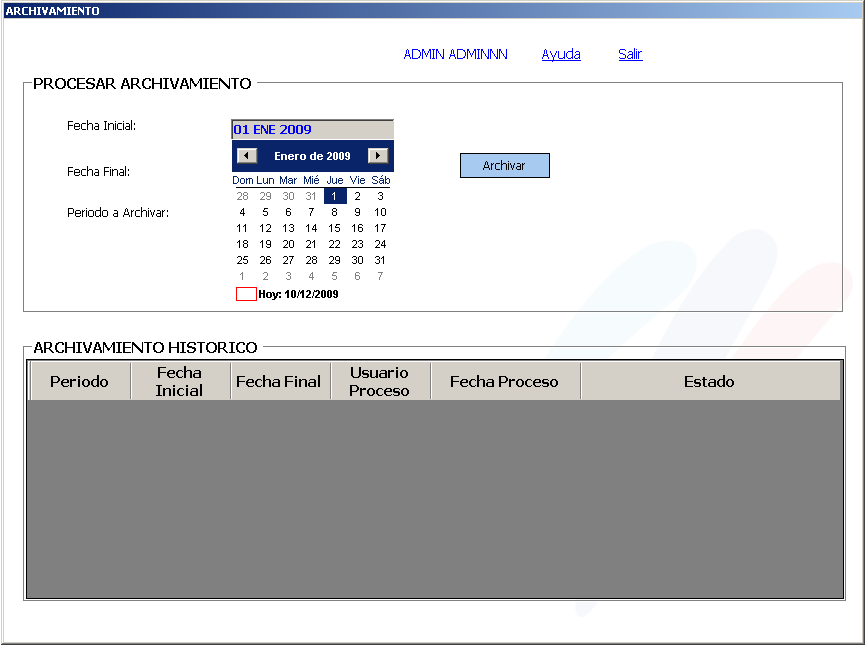 ARCHIVAMIENTO
ADMIN ADMINNN Ayuda Salir
PROCESAR ARCHIVAMIENTO
Fecha Inicial:
01 ENE 2009
Enero de 2009
Archivar
Fecha Final:
Dom Lun Mar Mié Jue Vie Sáb
28 29 30 31 1 2 3
Periodo a Archivar:
4 5 6 7 8 9 10
11 12 13 14 15 16 17
18 19 20 21 22 23 24
25 26 27 28 29 30 31
1 2 3 4 5 6 7
Hoy: 10/12/2009
ARCHIVAMIENTO HISTORICO
Periodo
Fecha
Inicial
Fecha Final
Usuario
Proceso
Fecha Proceso
Estado